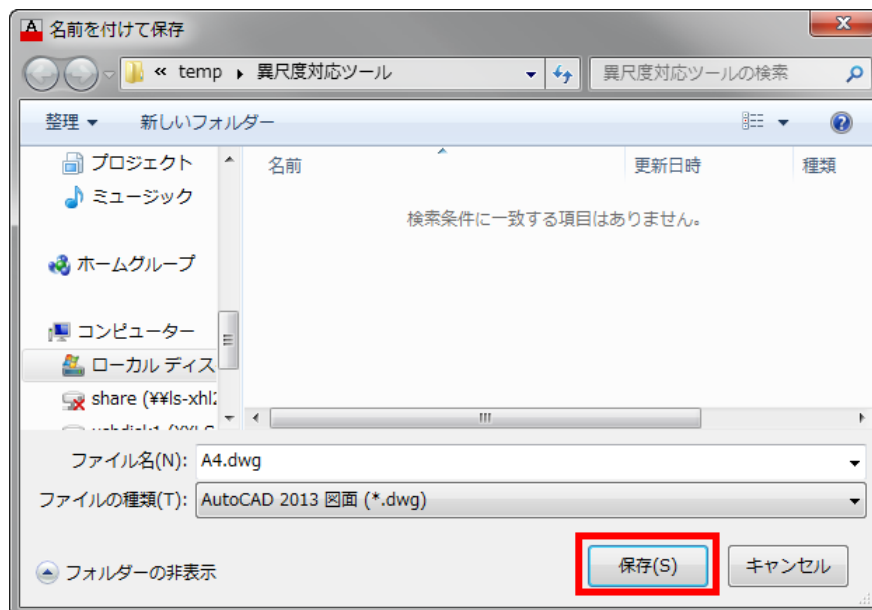 名前を付けて保存
« temp ▸ 異尺度対応ツール 異尺度対応ツールの検索
整理 ▼ 新しいフォルダー
プロジェクト
ミュージック
ホームグループ
コンピューター
ローカル ディス
share (¥¥ls-xhl2
名前 更新日時 種類
検索条件に一致する項目はありません。
ファイル名(N): A4.dwg
ファイルの種類(T): AutoCAD 2013 図面 (*.dwg)
フォルダーの非表示 保存(S) キャンセル